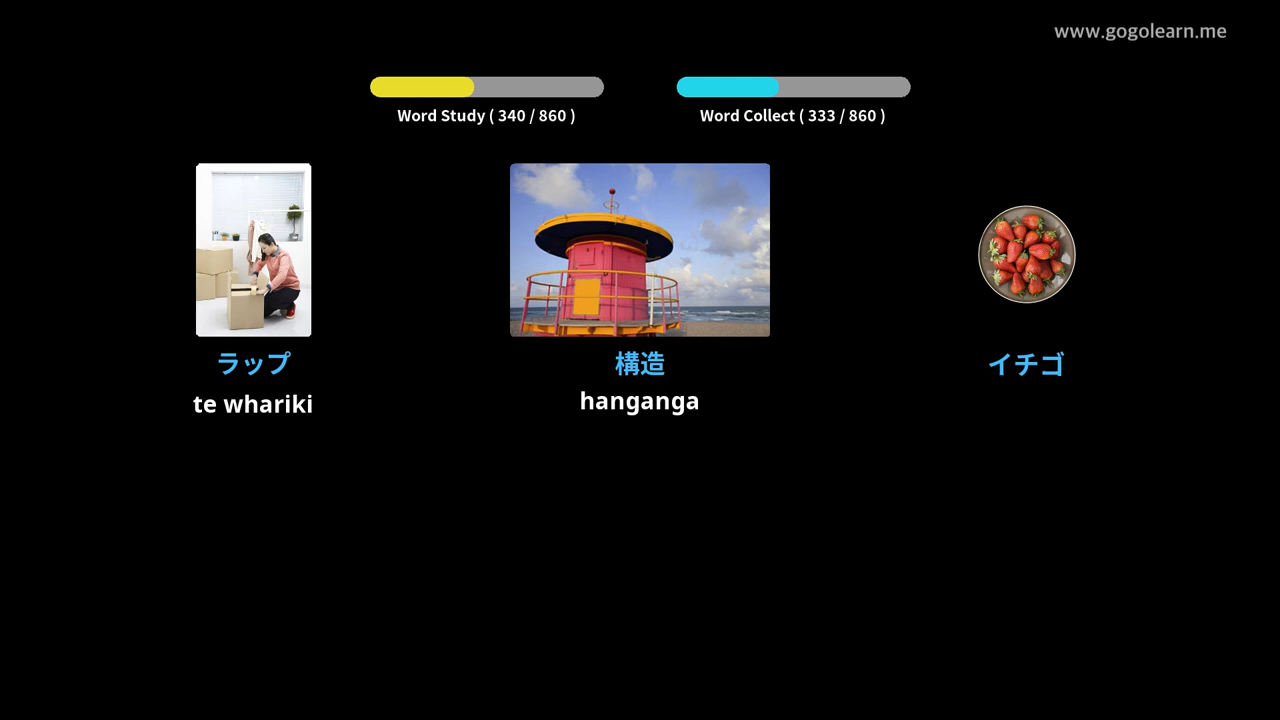 www.gogolearn.me
Word Study ( 340 / 860 )
Word Collect ( 333 / 860 )
ラップ
te whariki
構造
hanganga
イチゴ